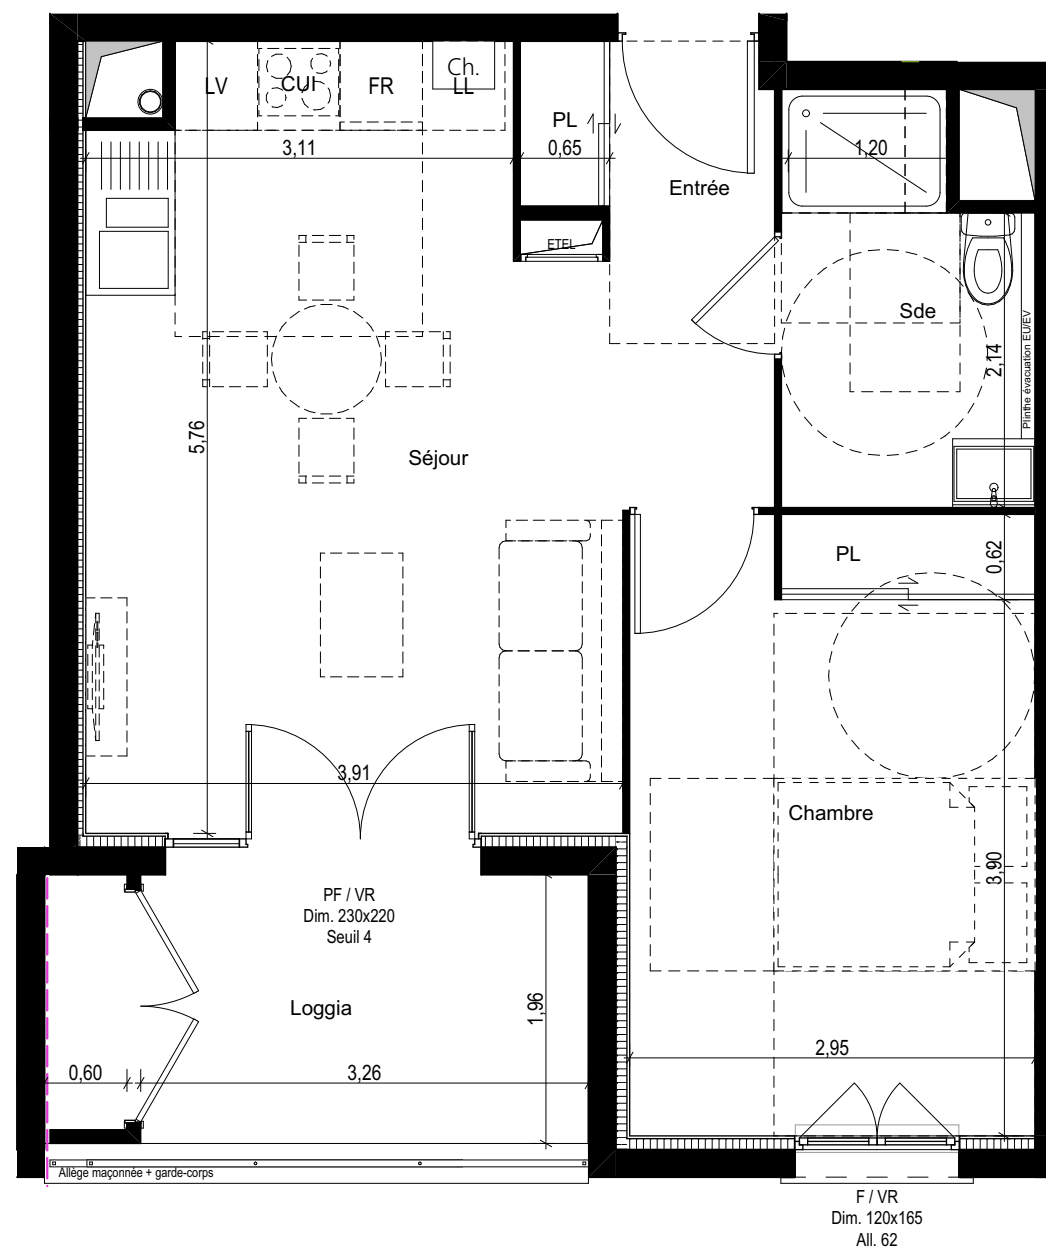 LV
CUI
FR
Ch.
LL
PL
3,11
0,65
1,20
Entrée
ETEL
Sde
Plinthe évacuation EU/EV
2,14
5,76
Séjour
PL
0,62
3,91
Chambre
3,90
PF / VR
Dim. 230x220
Seuil 4
Loggia
1,96
2,95
0,60
3,26
Allège maçonnée + garde-corps
F / VR
Dim. 120x165
All. 62